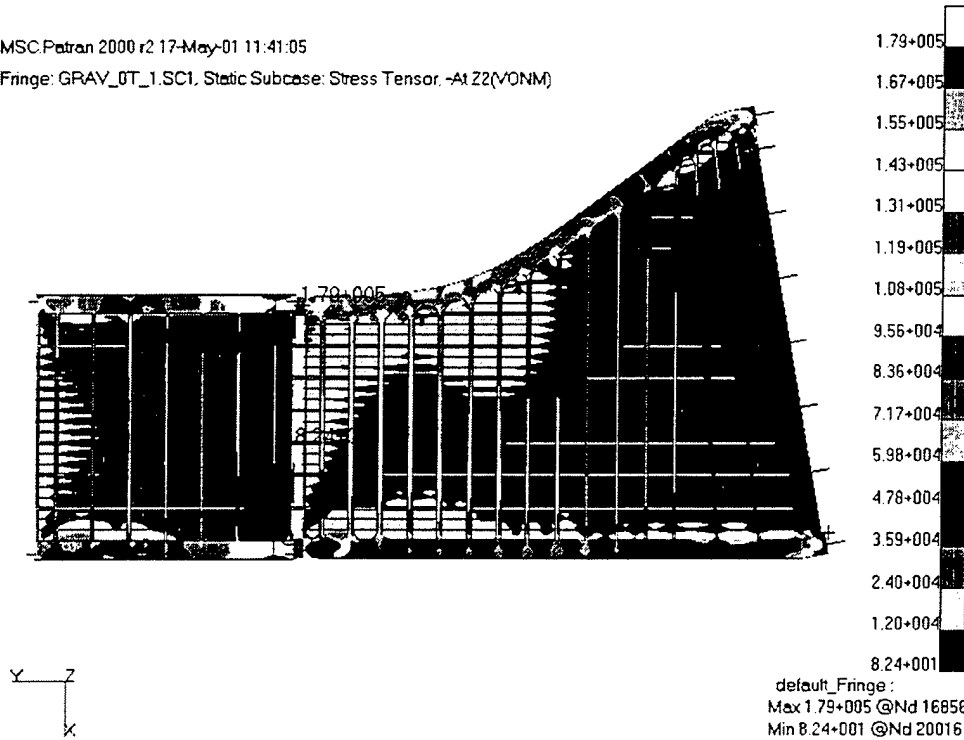 MSC.Patran 2000 r2 17-May-01 11:41:05
Fringe: GRAV_0T_1.SC1, Static Subcase: Stress Tensor, -At Z2(VONM)
1.79+005
1.67+005
1.55+005
1.43+005
1.31+005
1.19+005
1.08+005
9.56+004
8.36+004
7.17+004
5.98+004
4.78+004
3.59+004
2.40+004
1.20+004
8.24+001
1.79+005
Y
Z
X
default_Fringe :
Max 1.79+005 @Nd 16856
Min 8.24+001 @Nd 20016